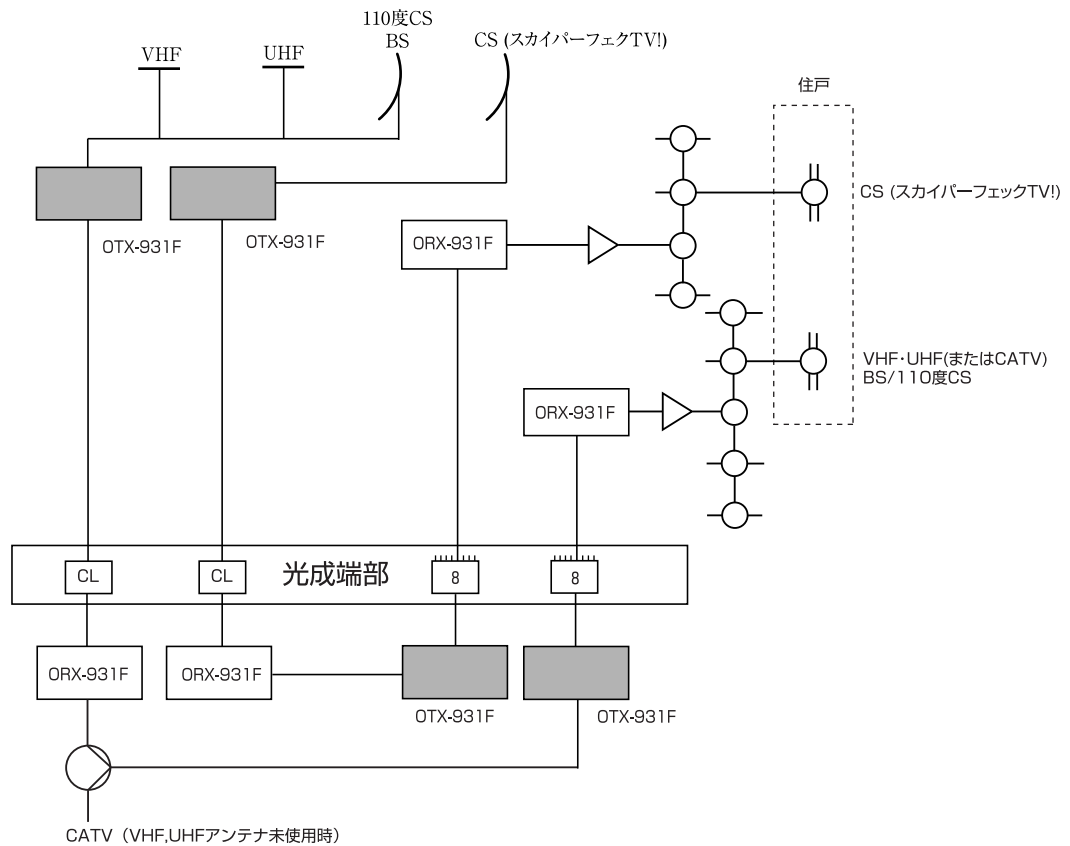 110度CS
BS
CS (スカイパーフェクTV!)
VHF
UHF
住戸
OTX-931F
OTX-931F
ORX-931F
CS (スカイパーフェックTV!)
VHF・UHF(またはCATV)
BS/110度CS
ORX-931F
CL
CL
光成端部
8
8
ORX-931F
ORX-931F
OTX-931F
OTX-931F
CATV（VHF,UHFアンテナ未使用時）